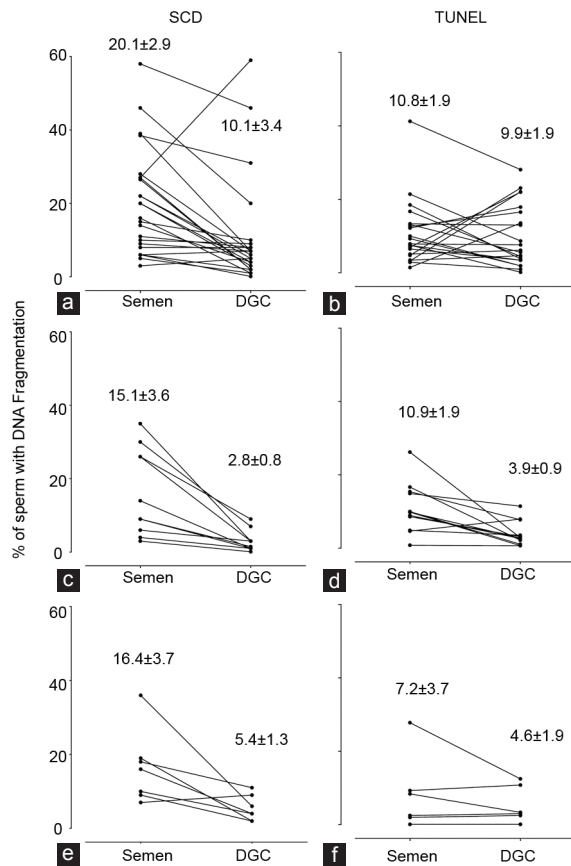 SCD
TUNEL
% of sperm with DNA Fragmentation
60
40
20
0
20.1±2.9
10.1±3.4
a
Semen
DGC
10.8±1.9
9.9±1.9
b
Semen
DGC
60
40
20
0
15.1±3.6
2.8±0.8
c
Semen
DGC
10.9±1.9
3.9±0.9
d
Semen
DGC
60
40
20
0
16.4±3.7
5.4±1.3
e
Semen
DGC
7.2±3.7
4.6±1.9
f
Semen
DGC